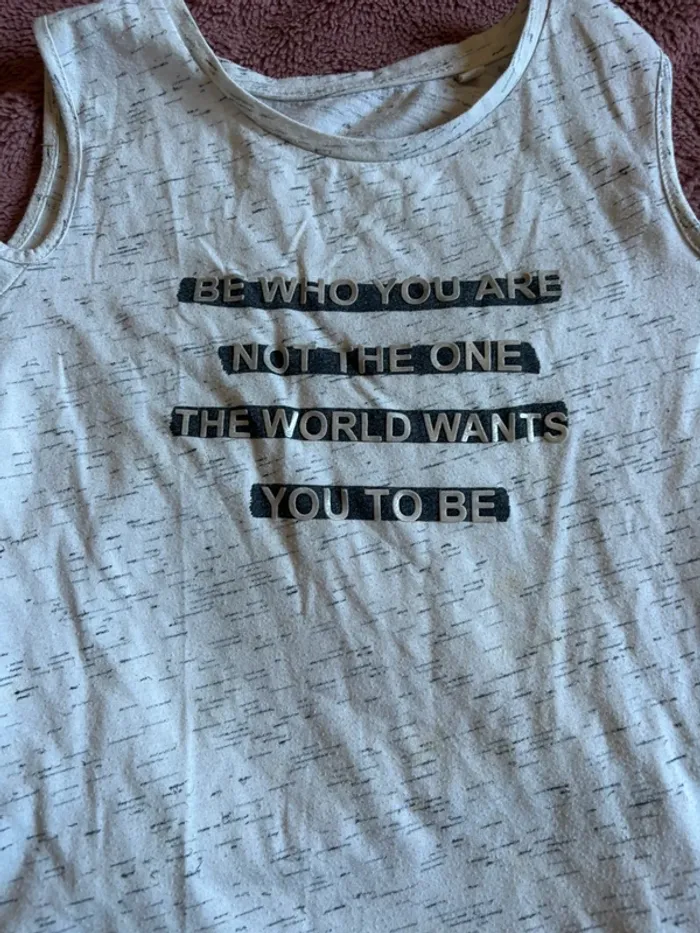 BE WHO YOU ARE
NOT THE ONE
THE WORLD WANTS
YOU TO BE